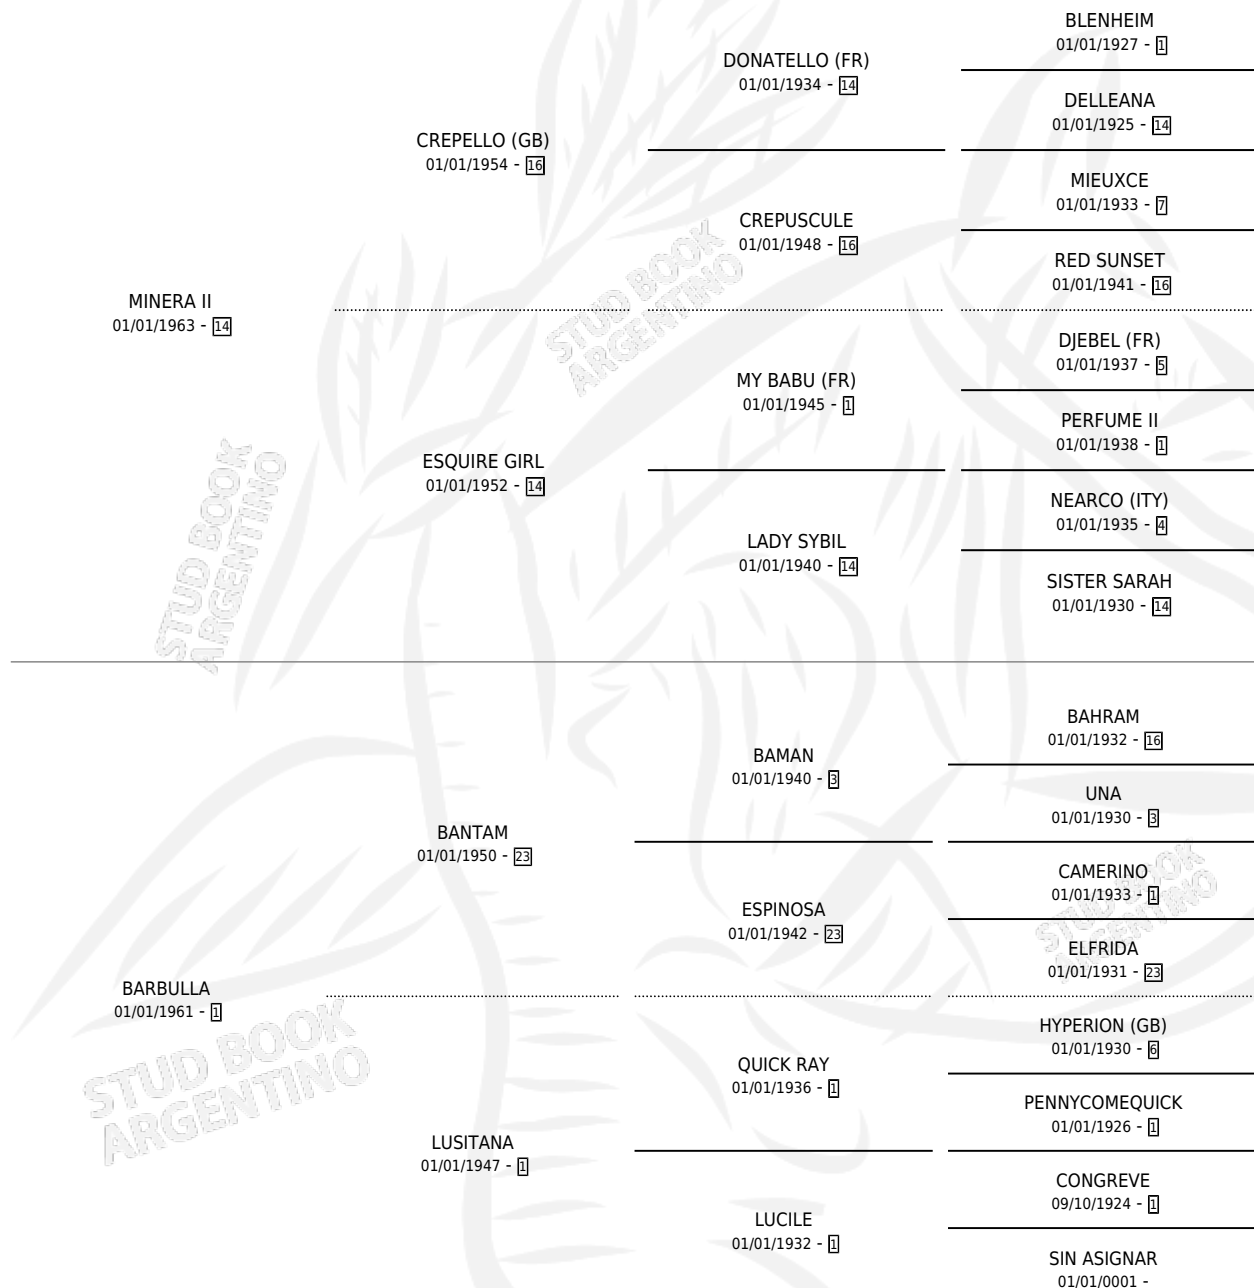 BLENHEIM
01/01/1927 - 1
DONATELLO (FR)
01/01/1934 - 14
DELLEANA
01/01/1925 - 14
CREPELLO (GB)
01/01/1954 - 16
MIEUXCE
01/01/1933 - 7
CREPUSCULE
01/01/1948 - 16
RED SUNSET
01/01/1941 - 16
MINERA II
01/01/1963 - 14
STUD BOOK
ARGENTINO
DJEBEL (FR)
01/01/1937 - 5
MY BABU (FR)
01/01/1945 - 1
PERFUME II
01/01/1938 - 1
ESQUIRE GIRL
01/01/1952 - 14
NEARCO (ITY)
01/01/1935 - 4
LADY SYBIL
01/01/1940 - 14
SISTER SARAH
01/01/1930 - 14
STUD BOOK
ARGENTINO
BAHRAM
01/01/1932 - 16
BAMAN
01/01/1940 - 3
UNA
01/01/1930 - 3
BANTAM
01/01/1950 - 23
CAMERINO
01/01/1933 - 1
ESPINOSA
01/01/1942 - 23
ELFRIDA
01/01/1931 - 23
STUD BOOK
ARGENTINO
BARBULLA
01/01/1961 - 1
HYPERION (GB)
01/01/1930 - 6
QUICK RAY
01/01/1936 - 1
PENNYCOMEQUICK
01/01/1926 - 1
STUD BOOK
ARGENTINO
LUSITANA
01/01/1947 - 1
CONGREVE
09/10/1924 - 1
LUCILE
01/01/1932 - 1
SIN ASIGNAR
01/01/0001 -